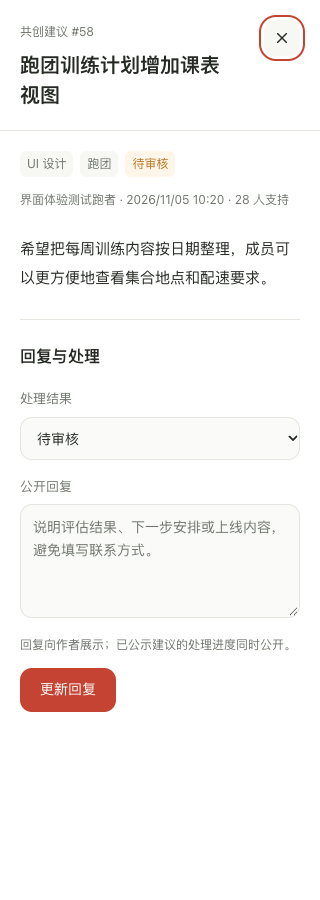 共创建议 #58
跑团训练计划增加课表
视图
UI 设计
跑团
待审核
界面体验测试跑者 · 2026/11/05 10:20 · 28 人支持
希望把每周训练内容按日期整理，成员可
以更方便地查看集合地点和配速要求。
回复与处理
处理结果
待审核
公开回复
说明评估结果、下一步安排或上线内容，
避免填写联系方式。
回复向作者展示；已公示建议的处理进度同时公开。
更新回复